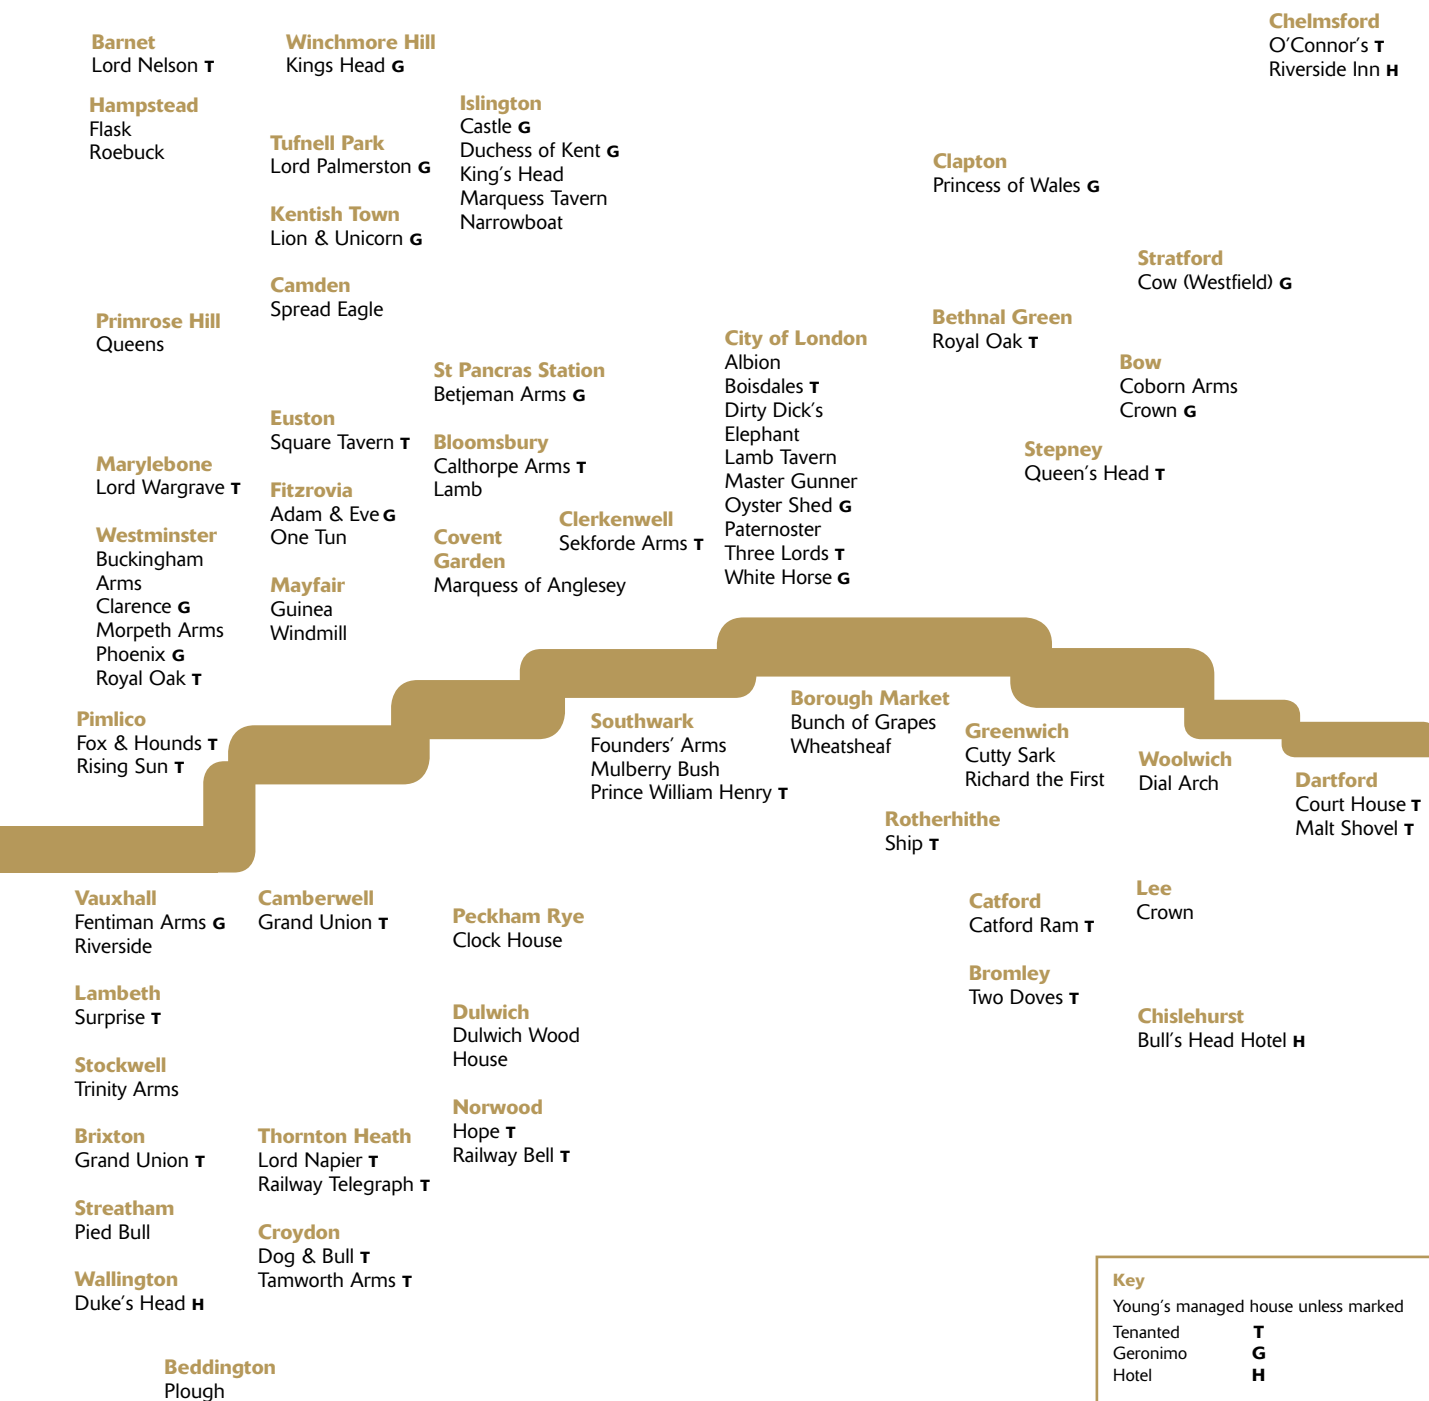 Chelmsford
O'Connor's T
Riverside Inn H
Barnet
Lord Nelson T
Winchmore Hill
Kings Head G
Hampstead
Flask
Roebuck
Tufnell Park
Lord Palmerston G
Kentish Town
Lion & Unicorn G
Camden
Spread Eagle
Islington
Castle G
Duchess of Kent G
King's Head
Marquess Tavern
Narrowboat
Clapton
Princess of Wales G
Stratford
Cow (Westfield) G
Primrose Hill
Queens
Bethnal Green
Royal Oak T
Bow
Coborn Arms
Crown G
Stepney
Queen's Head T
City of London
Albion
Boisdales T
Dirty Dick's
Elephant
Lamb Tavern
Master Gunner
Oyster Shed G
Paternoster
Three Lords T
White Horse G
St Pancras Station
Betjeman Arms G
Euston
Square Tavern T
Bloomsbury
Calthorpe Arms T
Lamb
Marylebone
Lord Wargrave T
Fitzrovia
Adam & Eve G
One Tun
Clerkenwell
Sekforde Arms T
Covent
Garden
Marquess of Anglesey
Westminster
Buckingham
Arms
Clarence G
Morpeth Arms
Phoenix G
Royal Oak T
Mayfair
Guinea
Windmill
Pimlico
Fox & Hounds T
Rising Sun T
Southwark
Founders' Arms
Mulberry Bush
Prince William Henry T
Borough Market
Bunch of Grapes
Wheatsheaf
Greenwich
Cutty Sark
Richard the First
Woolwich
Dial Arch
Dartford
Court House T
Malt Shovel T
Rotherhithe
Ship T
Vauxhall
Fentiman Arms G
Riverside
Camberwell
Grand Union T
Peckham Rye
Clock House
Catford
Catford Ram T
Lee
Crown
Bromley
Two Doves T
Chislehurst
Bull's Head Hotel H
Lambeth
Surprise T
Dulwich
Dulwich Wood
House
Stockwell
Trinity Arms
Norwood
Hope T
Railway Bell T
Brixton
Grand Union T
Thornton Heath
Lord Napier T
Railway Telegraph T
Streatham
Pied Bull
Croydon
Dog & Bull T
Tamworth Arms T
Wallington
Duke's Head H
Beddington
Plough
Key
Young's managed house unless marked
Tenanted T
Geronimo G
Hotel H